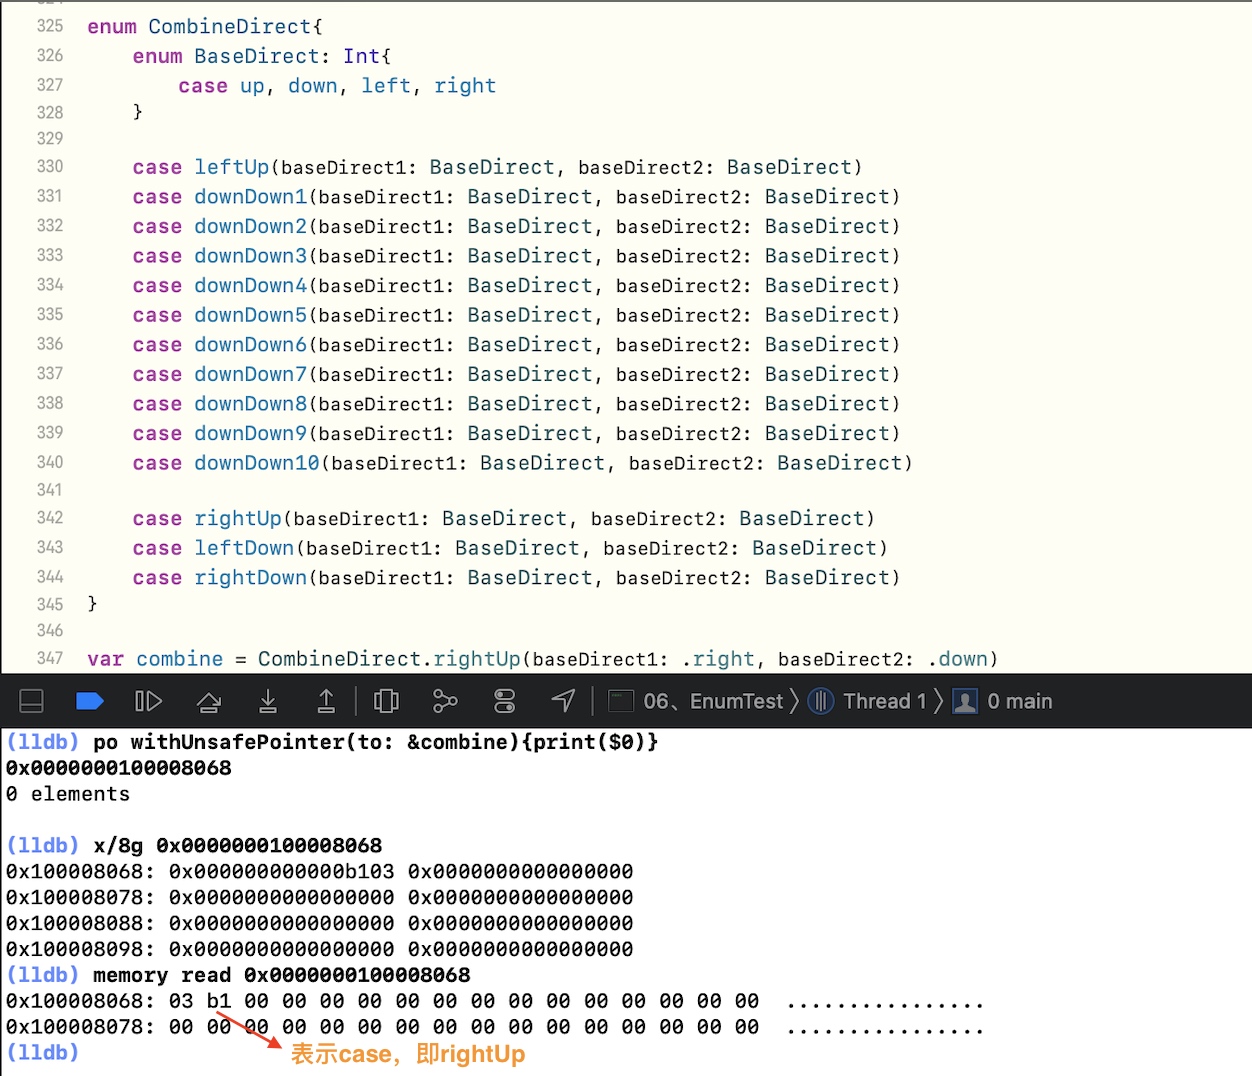 325 enum CombineDirect{
326 enum BaseDirect: Int{
327 case up, down, left, right
328 }
329
330 case leftUp(baseDirect1: BaseDirect, baseDirect2: BaseDirect)
331 case downDown1(baseDirect1: BaseDirect, baseDirect2: BaseDirect)
332 case downDown2(baseDirect1: BaseDirect, baseDirect2: BaseDirect)
333 case downDown3(baseDirect1: BaseDirect, baseDirect2: BaseDirect)
334 case downDown4(baseDirect1: BaseDirect, baseDirect2: BaseDirect)
335 case downDown5(baseDirect1: BaseDirect, baseDirect2: BaseDirect)
336 case downDown6(baseDirect1: BaseDirect, baseDirect2: BaseDirect)
337 case downDown7(baseDirect1: BaseDirect, baseDirect2: BaseDirect)
338 case downDown8(baseDirect1: BaseDirect, baseDirect2: BaseDirect)
339 case downDown9(baseDirect1: BaseDirect, baseDirect2: BaseDirect)
340 case downDown10(baseDirect1: BaseDirect, baseDirect2: BaseDirect)
341
342 case rightUp(baseDirect1: BaseDirect, baseDirect2: BaseDirect)
343 case leftDown(baseDirect1: BaseDirect, baseDirect2: BaseDirect)
344 case rightDown(baseDirect1: BaseDirect, baseDirect2: BaseDirect)
345 }
346
347 var combine = CombineDirect.rightUp(baseDirect1: .right, baseDirect2: .down)
06、EnumTest 〉 Thread 1 〉 0 main
(lldb) po withUnsafePointer(to: &combine){print($0)}
0x0000000100008068
0 elements
(lldb) x/8g 0x0000000100008068
0x100008068: 0x000000000000b103 0x0000000000000000
0x100008078: 0x0000000000000000 0x0000000000000000
0x100008088: 0x0000000000000000 0x0000000000000000
0x100008098: 0x0000000000000000 0x0000000000000000
(lldb) memory read 0x0000000100008068
0x100008068: 03 b1 00 00 00 00 00 00 00 00 00 00 00 00 00 00 ................
0x100008078: 00 00 00 00 00 00 00 00 00 00 00 00 00 00 00 00 ................
(lldb)
表示case，即rightUp